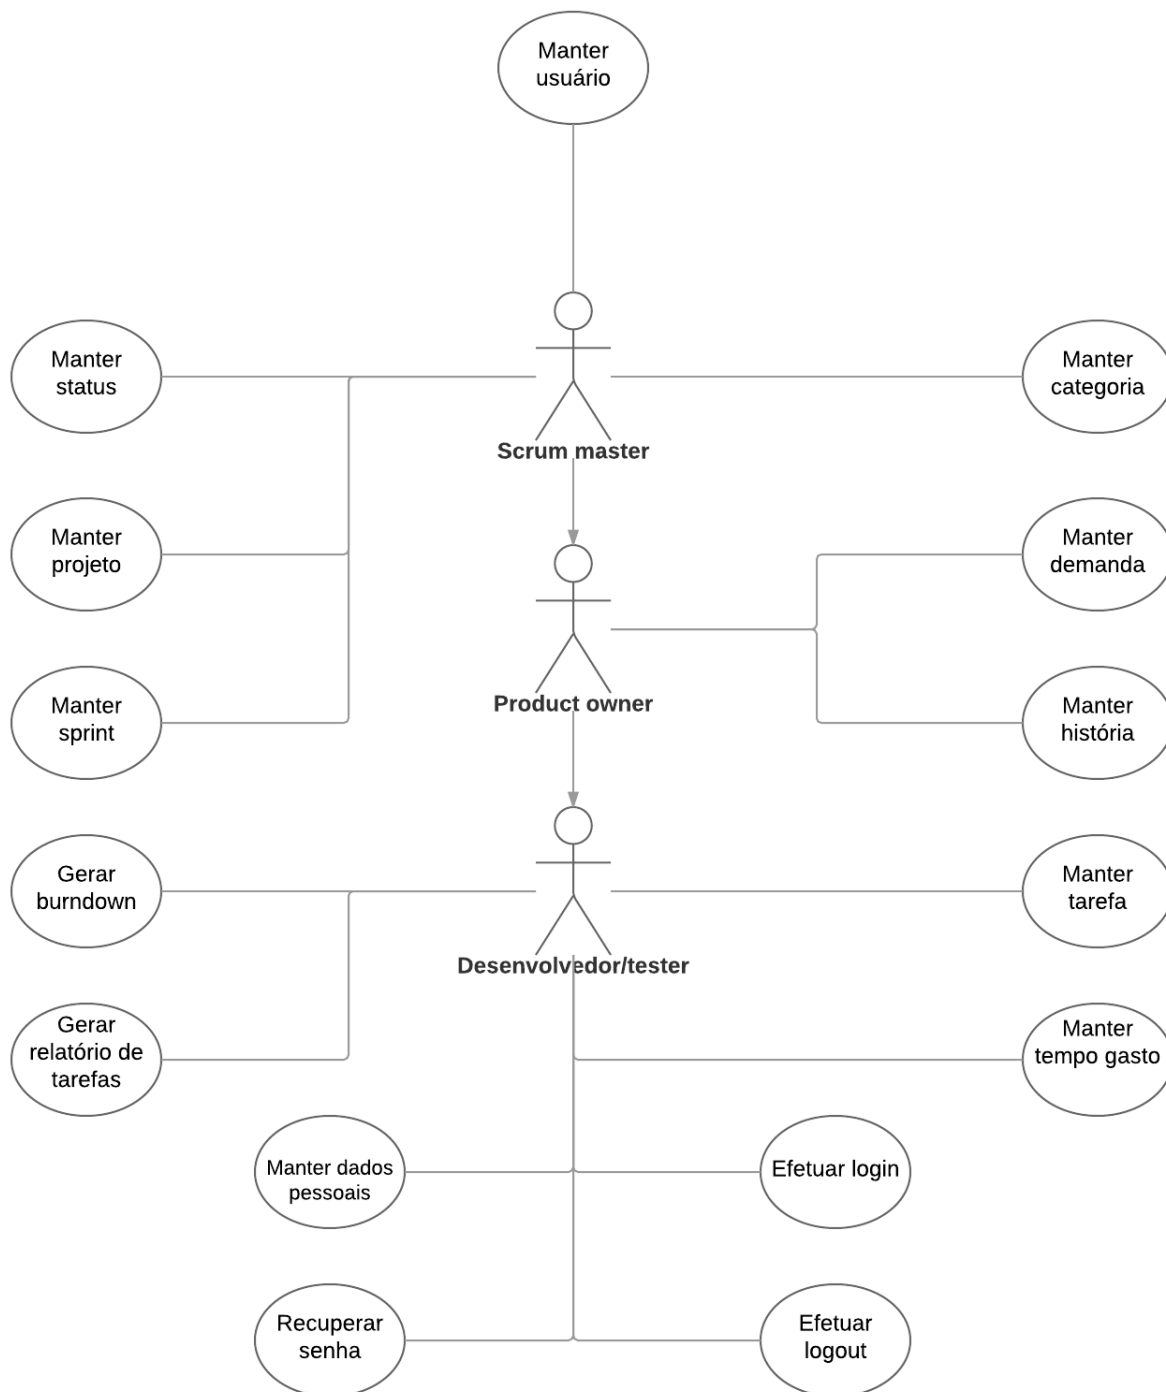 Manter
usuário
Manter
status
Manter
categoria
Scrum master
Manter
projeto
Manter
demanda
Manter
sprint
Product owner
Manter
história
Gerar
burndown
Manter
tarefa
Desenvolvedor/tester
Gerar
relatório de
tarefas
Manter
tempo gasto
Manter dados
pessoais
Efetuar login
Recuperar
senha
Efetuar
logout